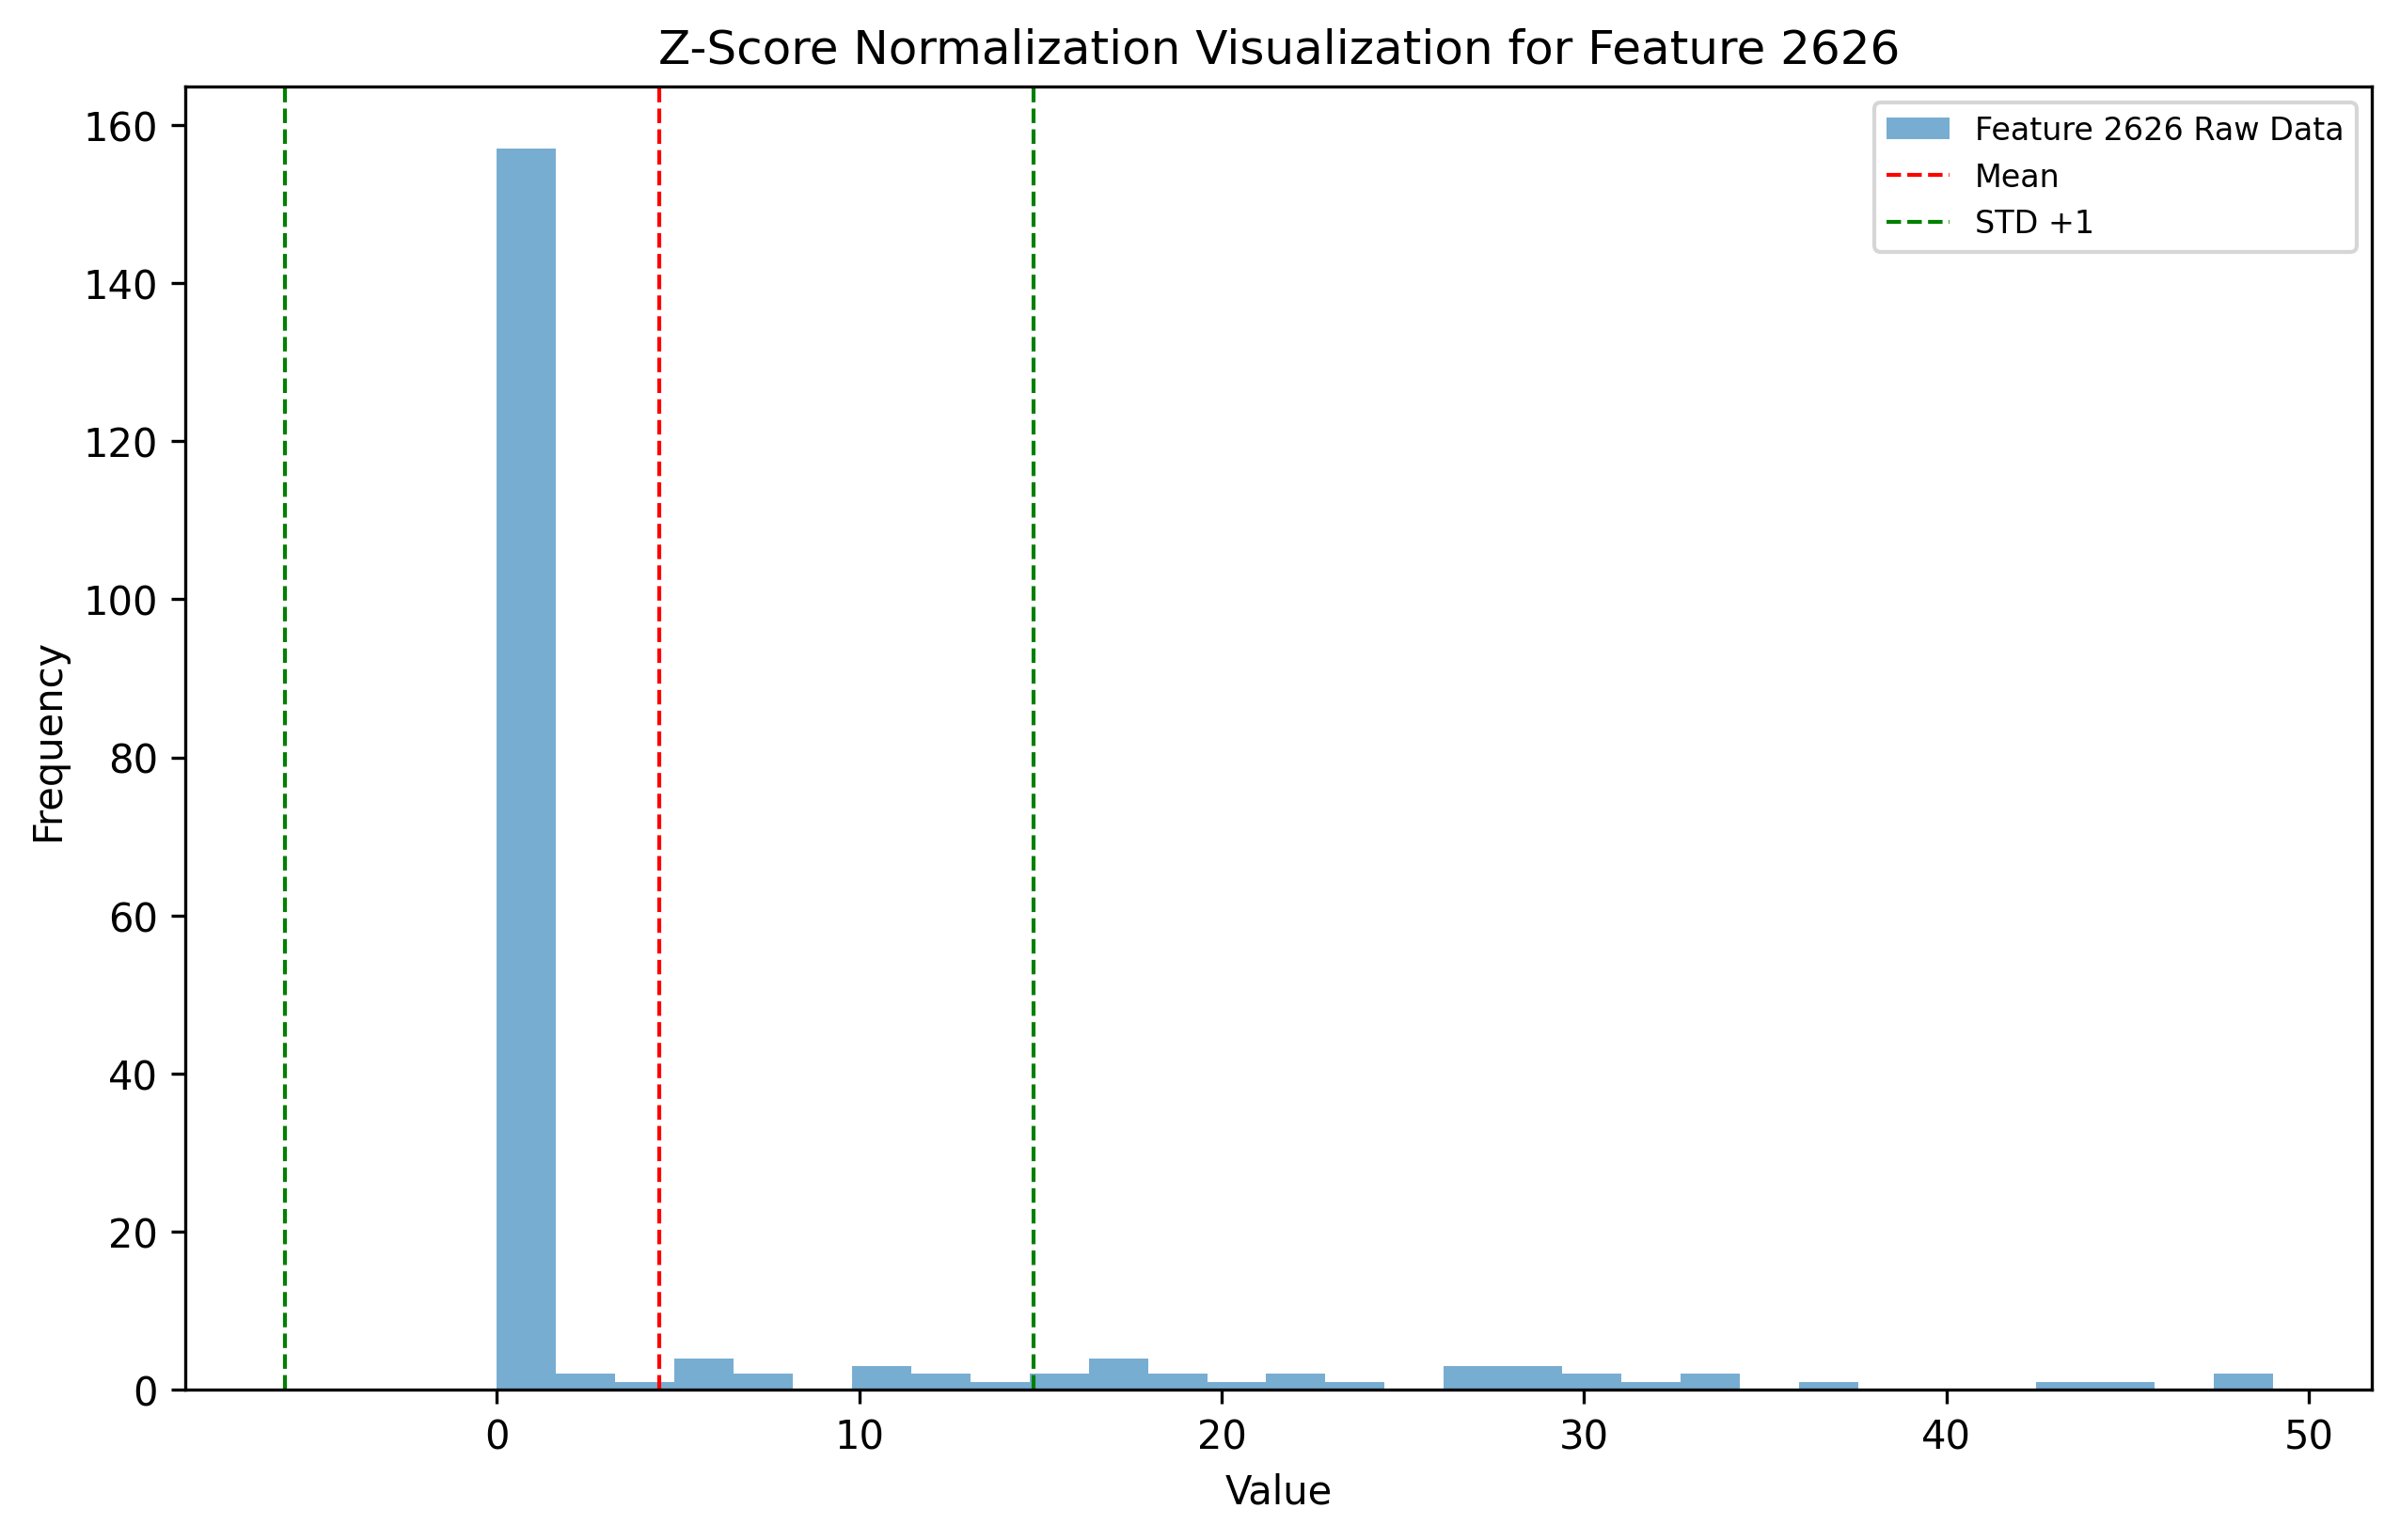 Z-Score Normalization Visualization for Feature 2626
Feature 2626 Raw Data
Mean
STD +1
160
140
120
100
80
60
40
20
0
Frequency
0 10 20 30 40 50
Value